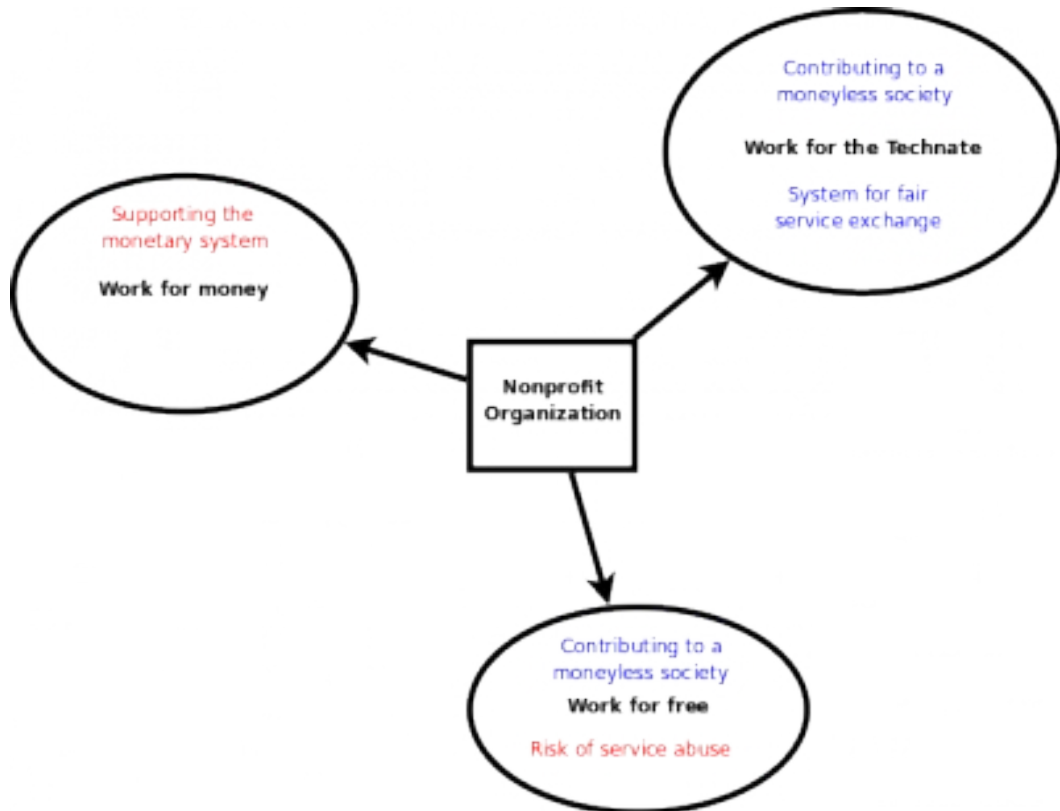 Contributing to a
moneyless society
Work for the Technate
System for fair
service exchange
Supporting the
monetary system
Work for money
Nonprofit
Organization
Contributing to a
moneyless society
Work for free
Risk of service abuse